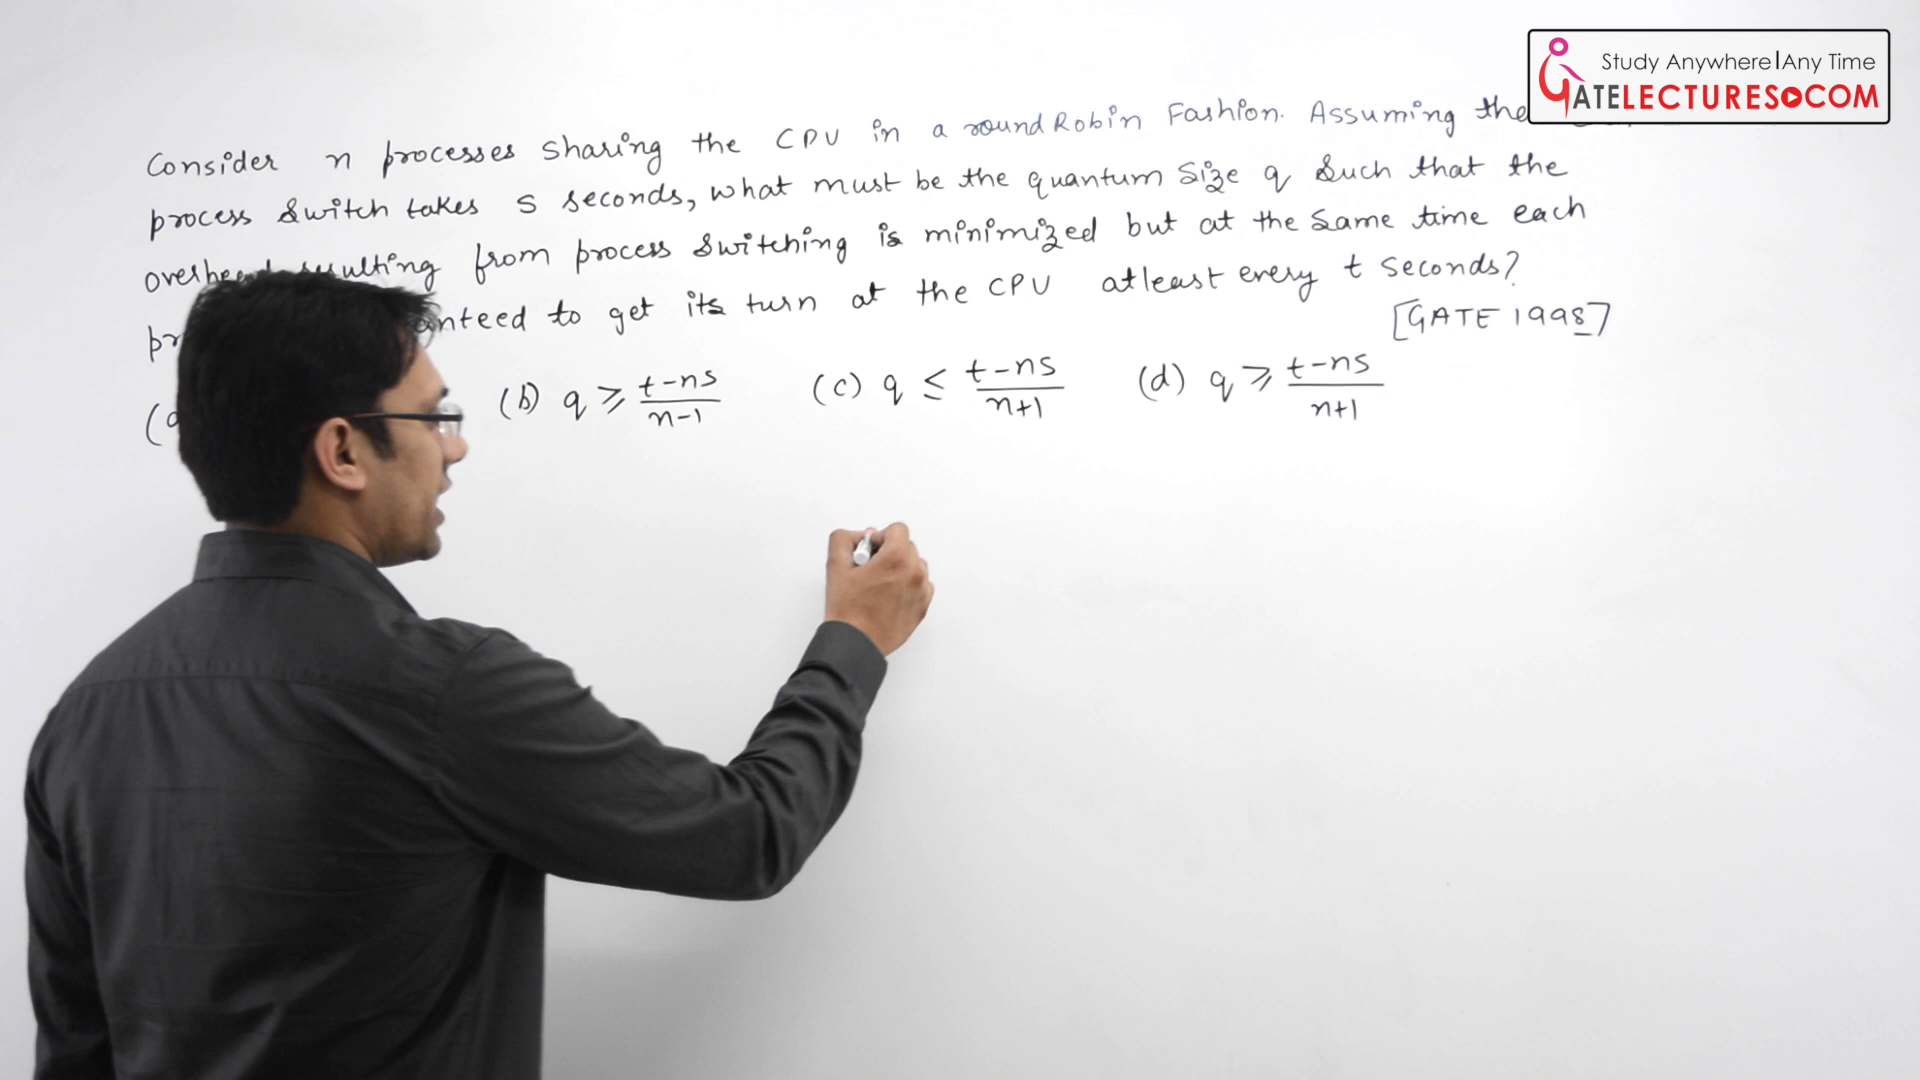 Study Anywhere|Any Time
GATELECTURES.COM
Consider n processes sharing the CPU in a round Robin Fashion. Assuming the
process switch takes s seconds, what must be the quantum size q such that the
overhead resulting from process switching is minimized but at the same time each
anteed to get its turn at the CPU atleast every t seconds?
[GATE 1998]
(a (b) q ≥ t-ns/n-1 (c) q ≤ t-ns/n+1 (d) q ≥ t-ns/n+1